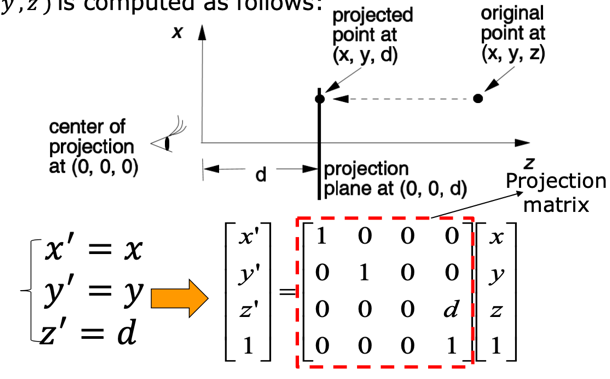 y,z) is computed as follows:
x
projected
point at
(x, y, d)
original
point at
(x, y, z)
center of
projection
at (0, 0, 0)
d
projection
plane at (0, 0, d)
z
Projection
matrix
x' = x
y' = y
z' = d
x' 1 0 0 0 x
y' 0 1 0 0 y
z' = 0 0 0 d z
1 0 0 0 1 1